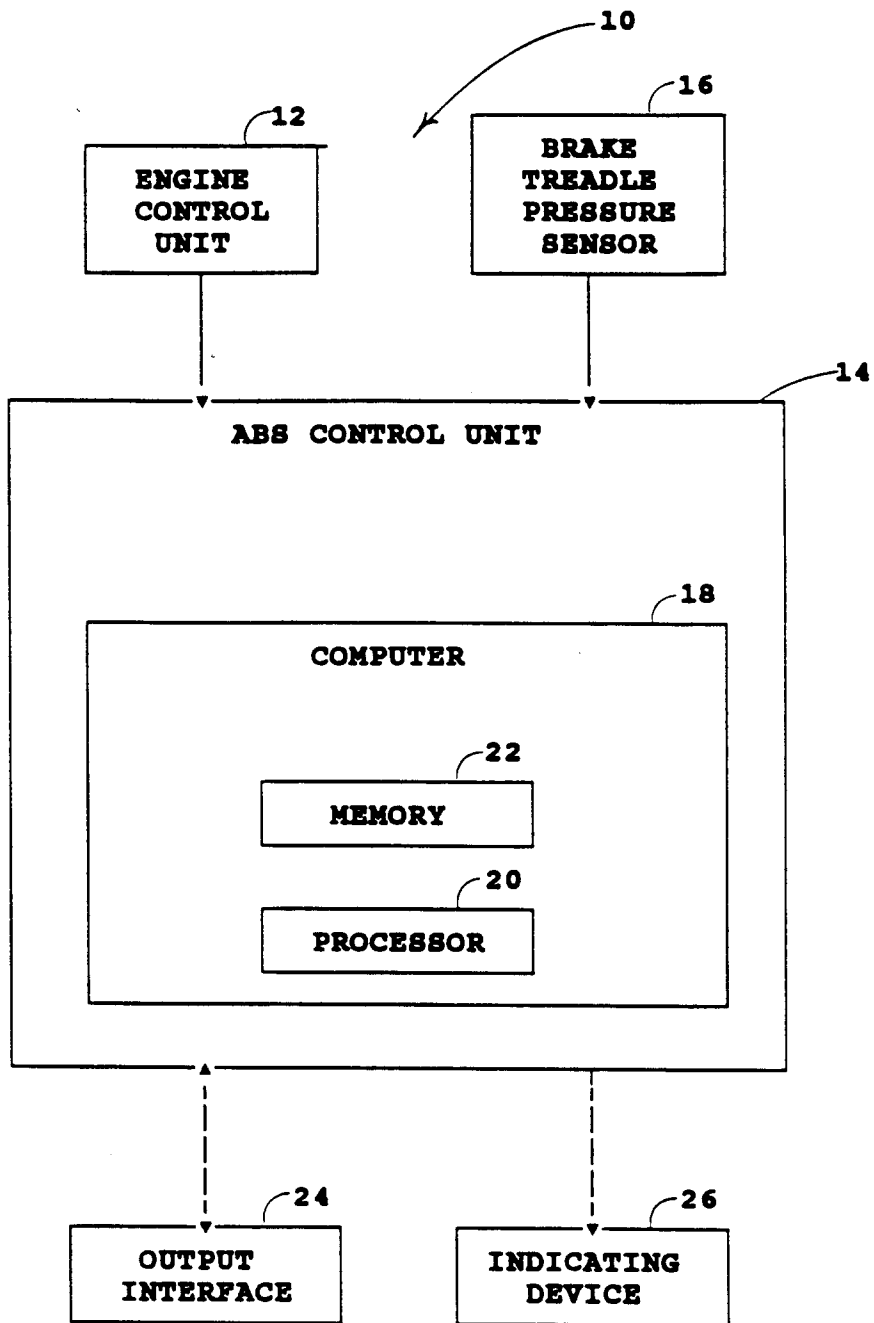 10
12
16
ENGINE
CONTROL
UNIT
BRAKE
TREADLE
PRESSURE
SENSOR
14
ABS CONTROL UNIT
18
COMPUTER
22
MEMORY
20
PROCESSOR
24
26
OUTPUT
INTERFACE
INDICATING
DEVICE